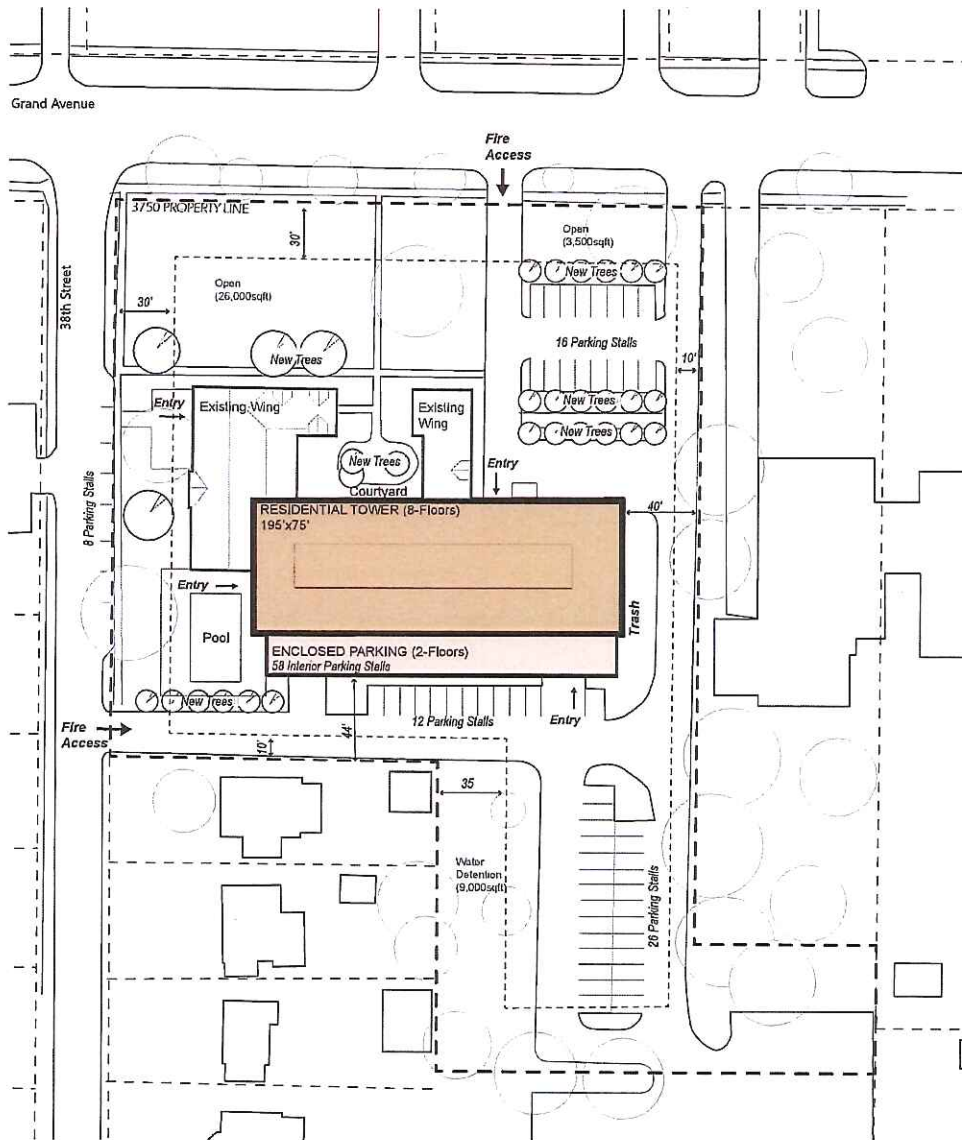 Grand Avenue
Fire
Access
38th Street
3750 PROPERTY LINE
30'
Open
(26,000sqft)
30'
New Trees
Open
(3,500sqft)
New Trees
16 Parking Stalls
10'
New Trees
New Trees
Entry
Existing Wing
Existing
Wing
New Trees
Courtyard
Entry
8 Parking Stalls
RESIDENTIAL TOWER (8-Floors)
195'x75'
40'
Entry
Pool
Trash
ENCLOSED PARKING (2-Floors)
58 Interior Parking Stalls
New Trees
44'
12 Parking Stalls
Entry
Fire
Access
10'
35
Water
Detention
(9,000sqft)
26 Parking Stalls